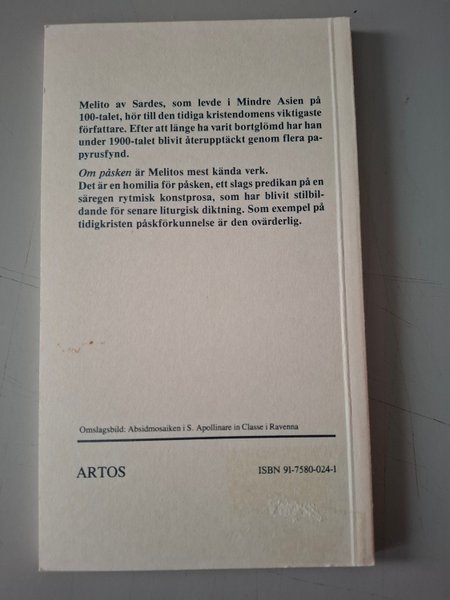 Melito av Sardes, som levde i Mindre Asien på
100-talet, hör till den tidiga kristendomens viktigaste
författare. Efter att länge ha varit bortglömd har han
under 1900-talet blivit återupptäckt genom flera pa-
pyrusfynd.
Om påsken är Melitos mest kända verk.
Det är en homilia för påsken, ett slags predikan på en
säregen rytmisk konstprosa, som har blivit stilbil-
dande för senare liturgisk diktning. Som exempel på
tidigkristen påskförkunnelse är den ovärderlig.
Omslagsbild: Absidmosaiken i S. Apollinare in Classe i Ravenna
ARTOS
ISBN 91-7580-024-1